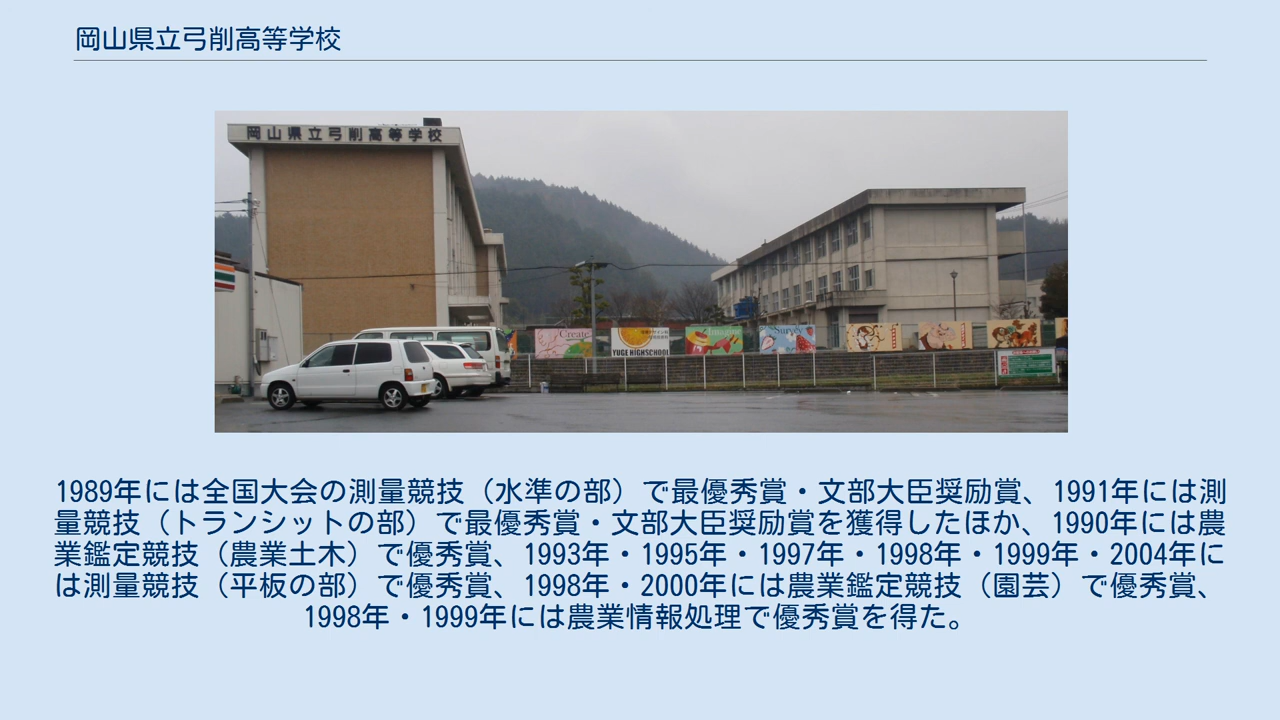 岡山県立弓削高等学校
岡山県立弓削高等学校
Create
YUGE HIGHSCHOOL
Survey
1989年には全国大会の測量競技（水準の部）で最優秀賞・文部大臣奨励賞、1991年には測
量競技（トランシットの部）で最優秀賞・文部大臣奨励賞を獲得したほか、1990年には農
業鑑定競技（農業土木）で優秀賞、1993年・1995年・1997年・1998年・1999年・2004年に
は測量競技（平板の部）で優秀賞、1998年・2000年には農業鑑定競技（園芸）で優秀賞、
1998年・1999年には農業情報処理で優秀賞を得た。